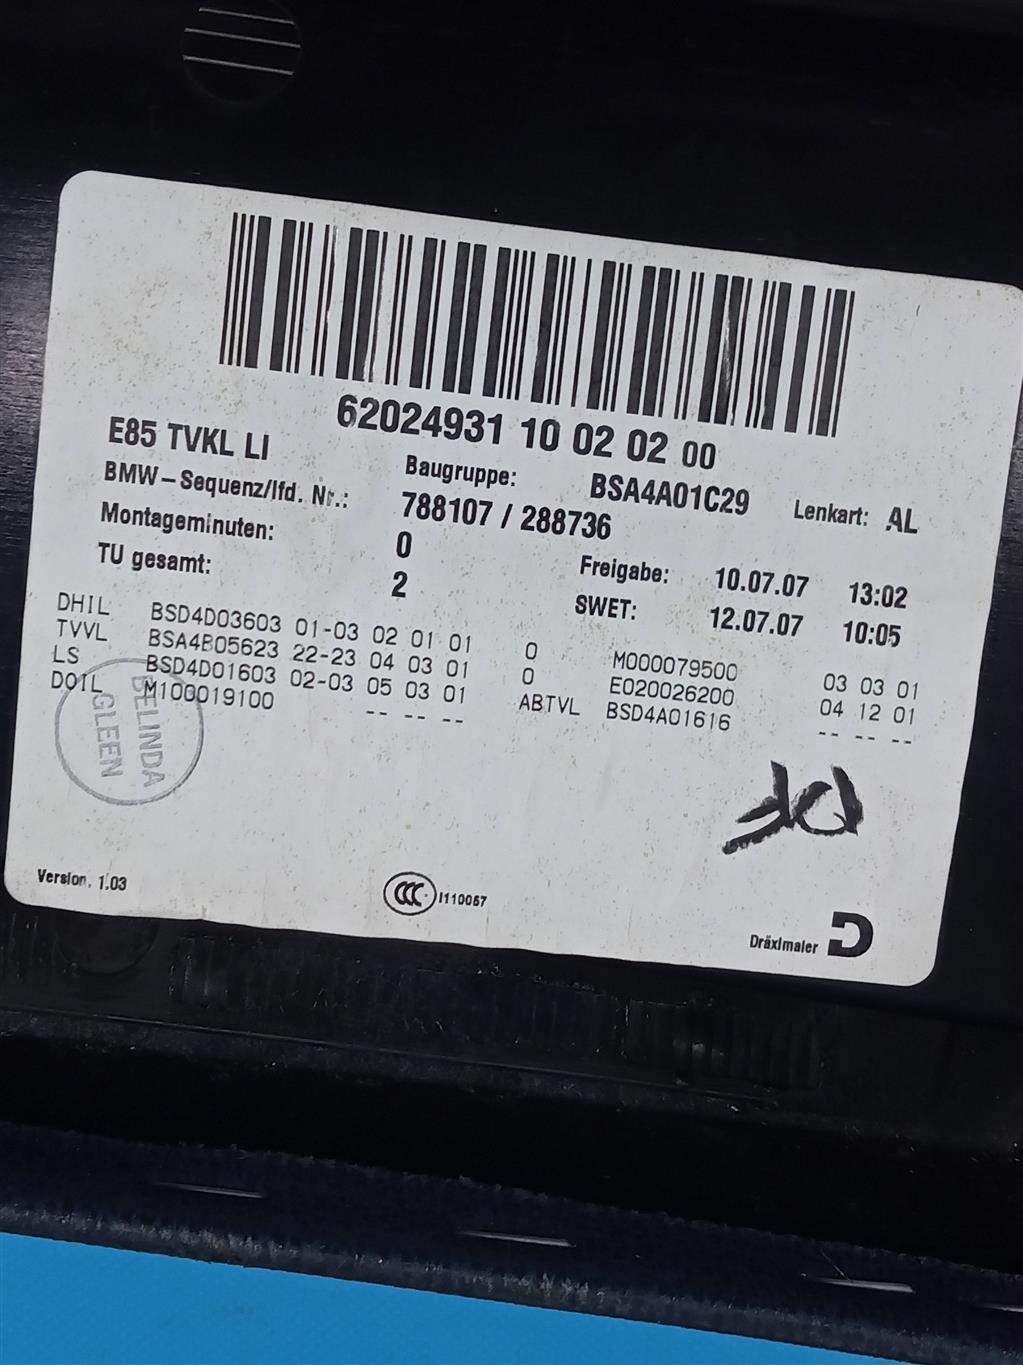 62024931 10 02 02 00
E85 TVKL LI
Baugruppe: BSA4A01C29 Lenkart: AL
BMW-Sequenz/lfd. Nr.: 788107 / 288736
Montageminuten: 0 Freigabe: 10.07.07 13:02
TU gesamt: 2 SWET: 12.07.07 10:05
DHIL BSD4D03603 01-03 02 01 01 0 M000079500 03 03 01
TVVL BSA4B05623 22-23 04 03 01 0 E020026200 04 12 01
LS BSD4D01603 02-03 05 03 01 ABTVL BSD4A01616 -- -- --
DOIL M100019100 -- -- --
BELINDA
GLEEN
Version. 1.03
CCC I110057
Dräxlmaier D